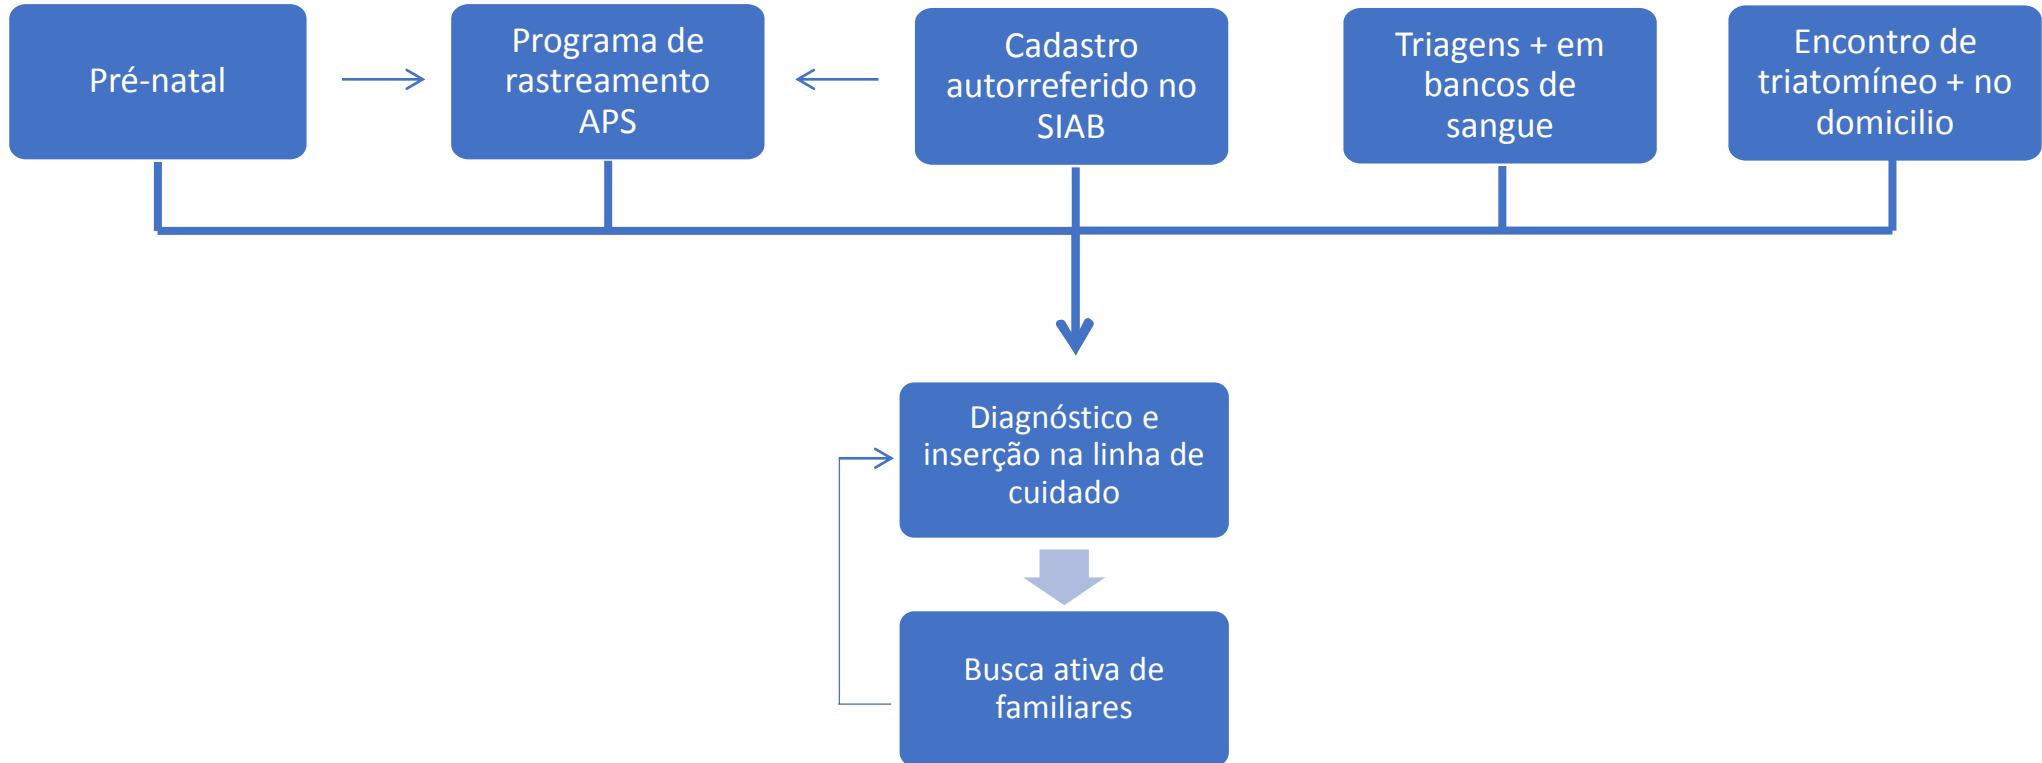 Pré-natal
Programa de
rastreamento
APS
Cadastro
autorreferido no
SIAB
Triagens + em
bancos de
sangue
Encontro de
triatomíneo + no
domicilio
Diagnóstico e
inserção na linha de
cuidado
Busca ativa de
familiares